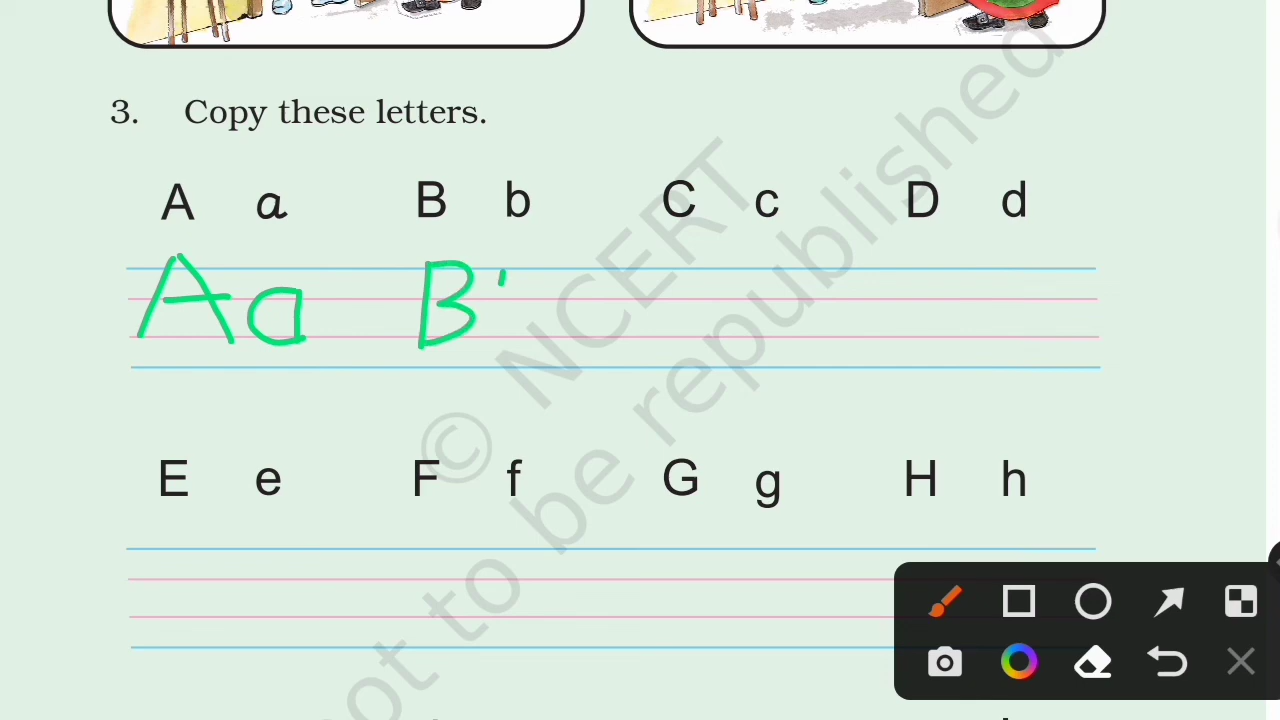 3. Copy these letters.
A a B b C c D d
A a B
E e F f G g H h
© NCERT
not to be republished